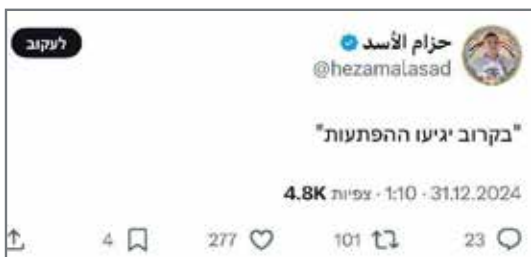 حزام الأسد
לעקוב
@hezamalasad
"בקרוב יגיעו ההפתעות"
31.12.2024 · 1:10 · צפיות 4.8K
23 101 277 4